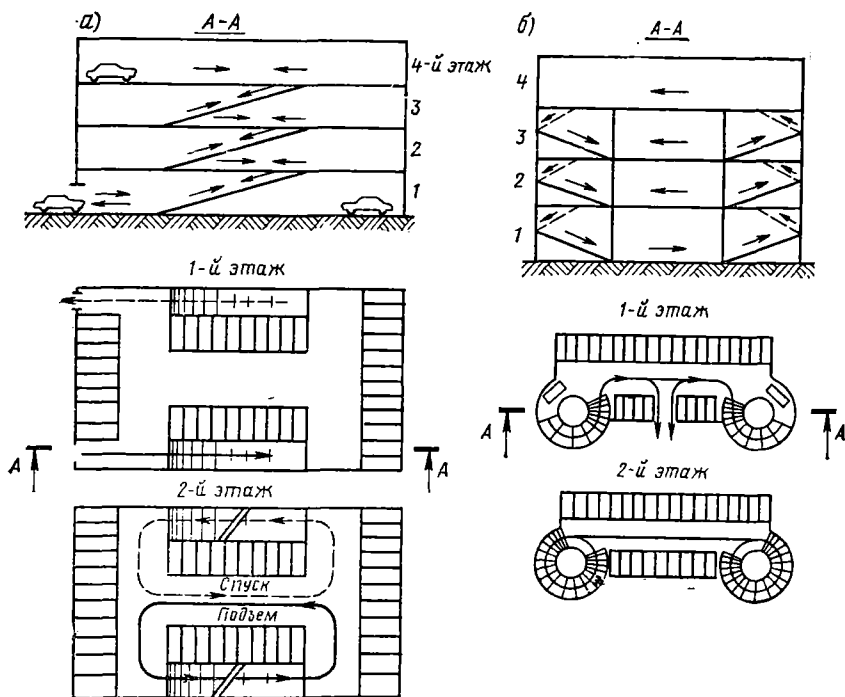 а)
А-А
4-й этаж
3
2
1
1-й этаж
А
А
2-й этаж
Спуск
Подъем
б)
А-А
4
3
2
1
1-й этаж
А
А
2-й этаж